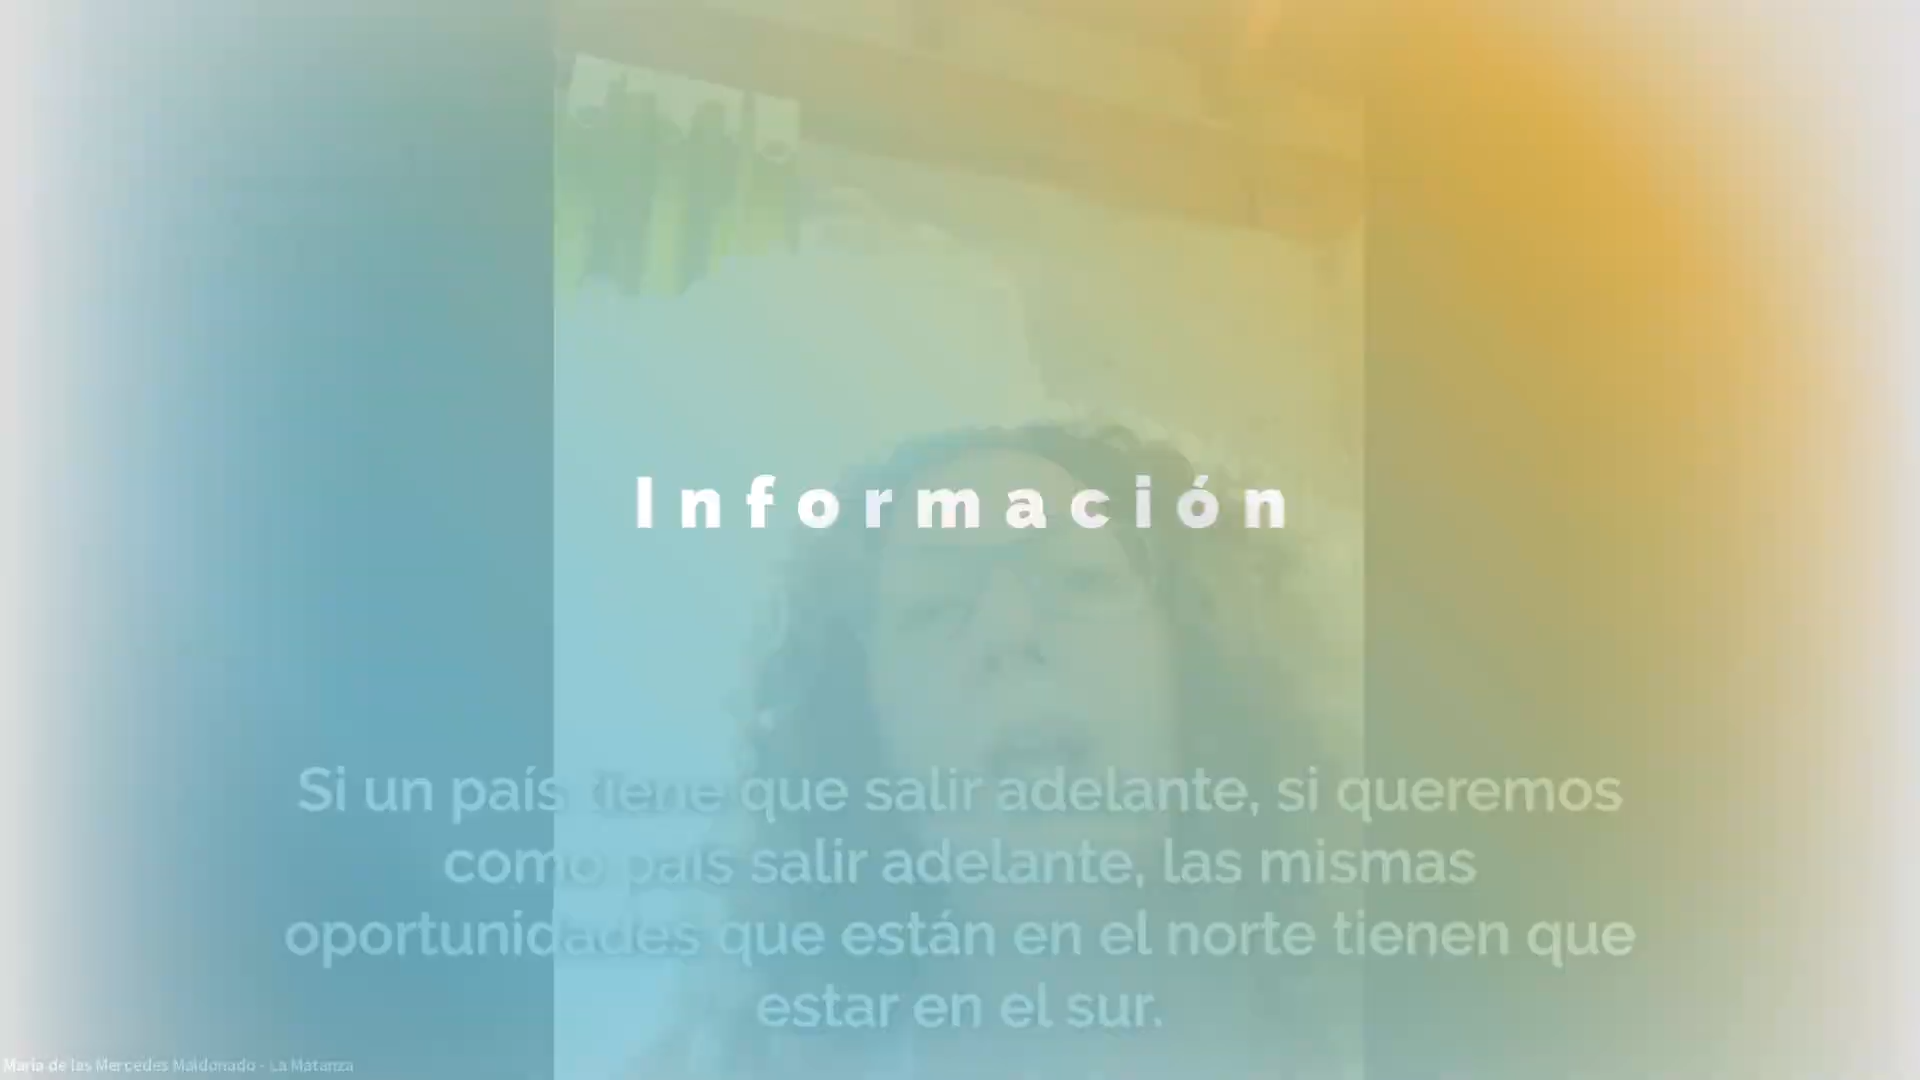 Información
Si un país tiene que salir adelante, si queremos
como país salir adelante, las mismas
oportunidades que están en el norte tienen que
estar en el sur.
María de las Mercedes Maldonado - La Matanza